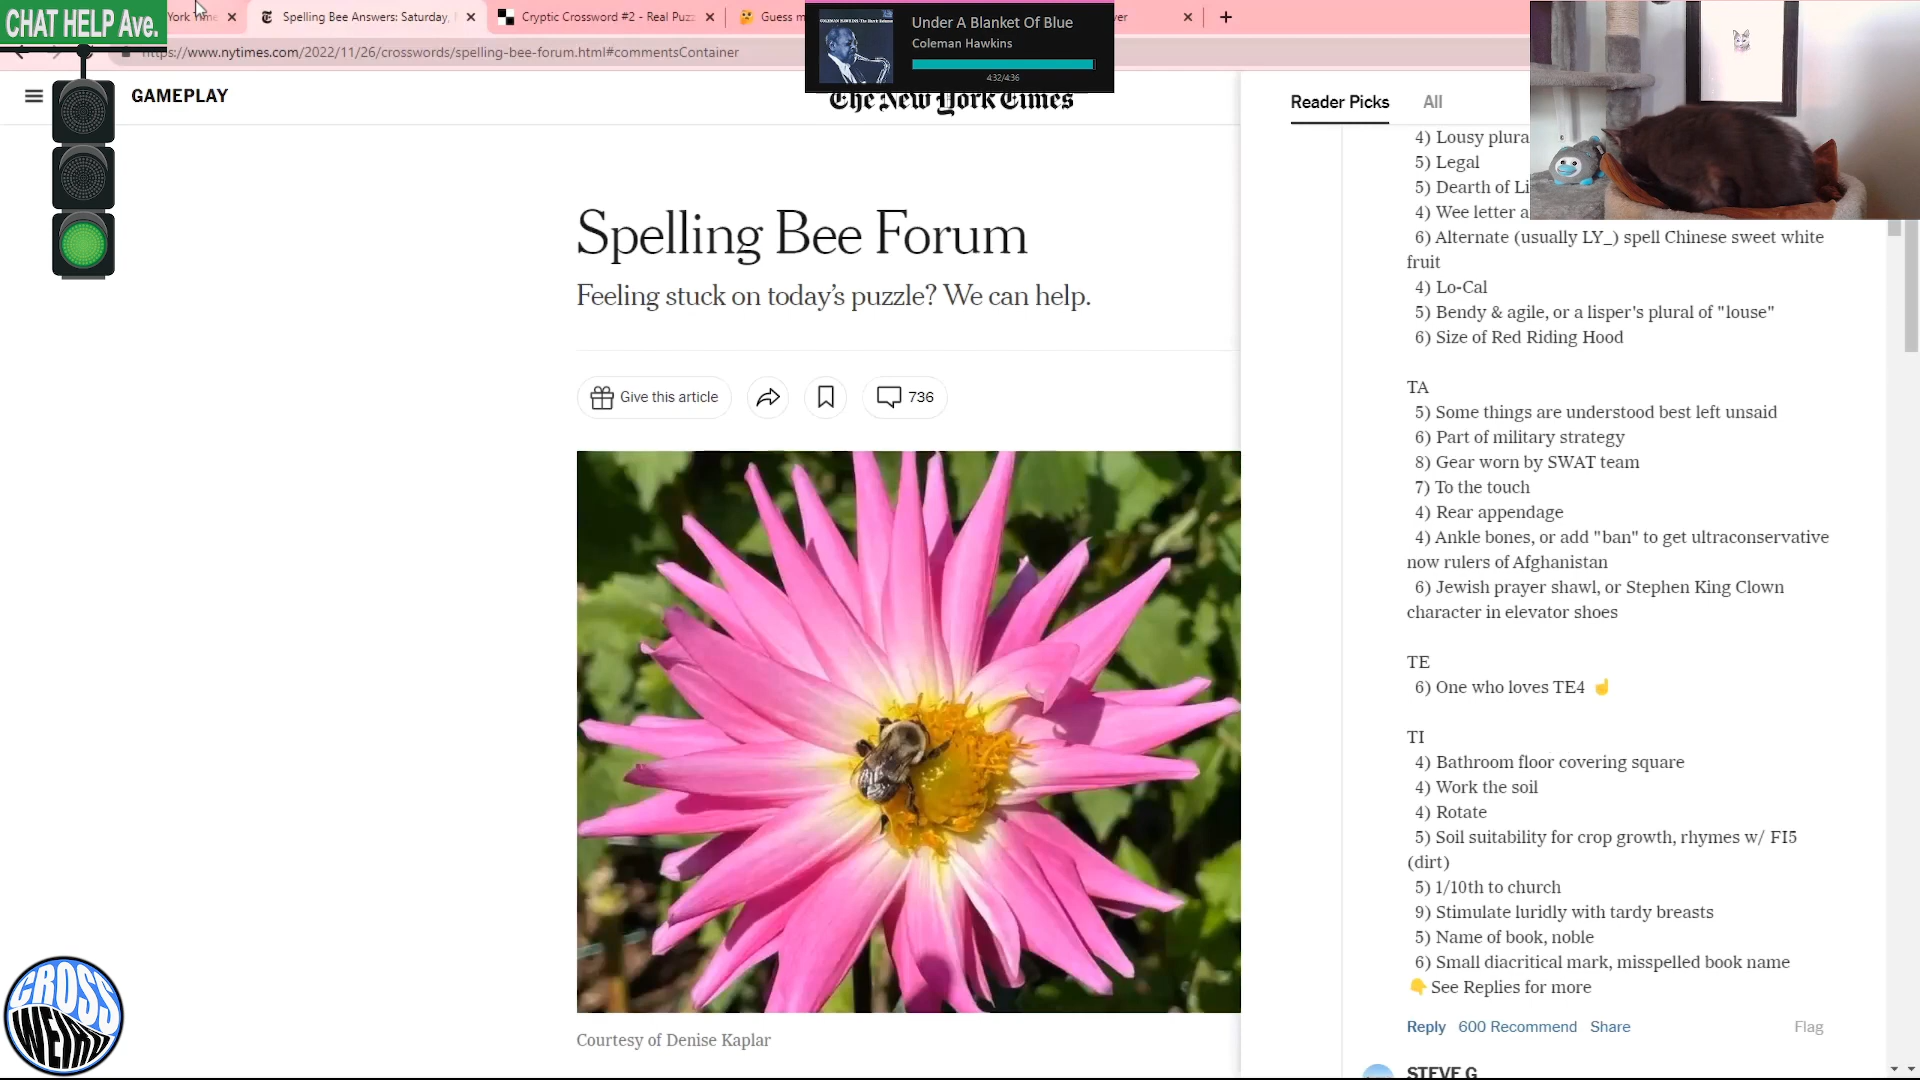 CHAT HELP Ave.
York Time
Spelling Bee Answers: Saturday,
Cryptic Crossword #2 - Real Puz
Guess m
ver
https://www.nytimes.com/2022/11/26/crosswords/spelling-bee-forum.html#commentsContainer
COLEMAN HAWKINS
Under A Blanket Of Blue
Coleman Hawkins
4:32/4:36
GAMEPLAY
The New York Times
Spelling Bee Forum
Feeling stuck on today's puzzle? We can help.
Give this article
736
Courtesy of Denise Kaplar
CROSS
WEIRD
Reader Picks
All
4) Lousy plura
5) Legal
5) Dearth of Li
4) Wee letter a
6) Alternate (usually LY_) spell Chinese sweet white
fruit
4) Lo-Cal
5) Bendy & agile, or a lisper's plural of "louse"
6) Size of Red Riding Hood
TA
5) Some things are understood best left unsaid
6) Part of military strategy
8) Gear worn by SWAT team
7) To the touch
4) Rear appendage
4) Ankle bones, or add "ban" to get ultraconservative
now rulers of Afghanistan
6) Jewish prayer shawl, or Stephen King Clown
character in elevator shoes
TE
6) One who loves TE4 ☝
TI
4) Bathroom floor covering square
4) Work the soil
4) Rotate
5) Soil suitability for crop growth, rhymes w/ FI5
(dirt)
5) 1/10th to church
9) Stimulate luridly with tardy breasts
5) Name of book, noble
6) Small diacritical mark, misspelled book name
👇 See Replies for more
Reply 600 Recommend Share Flag
STEVE G